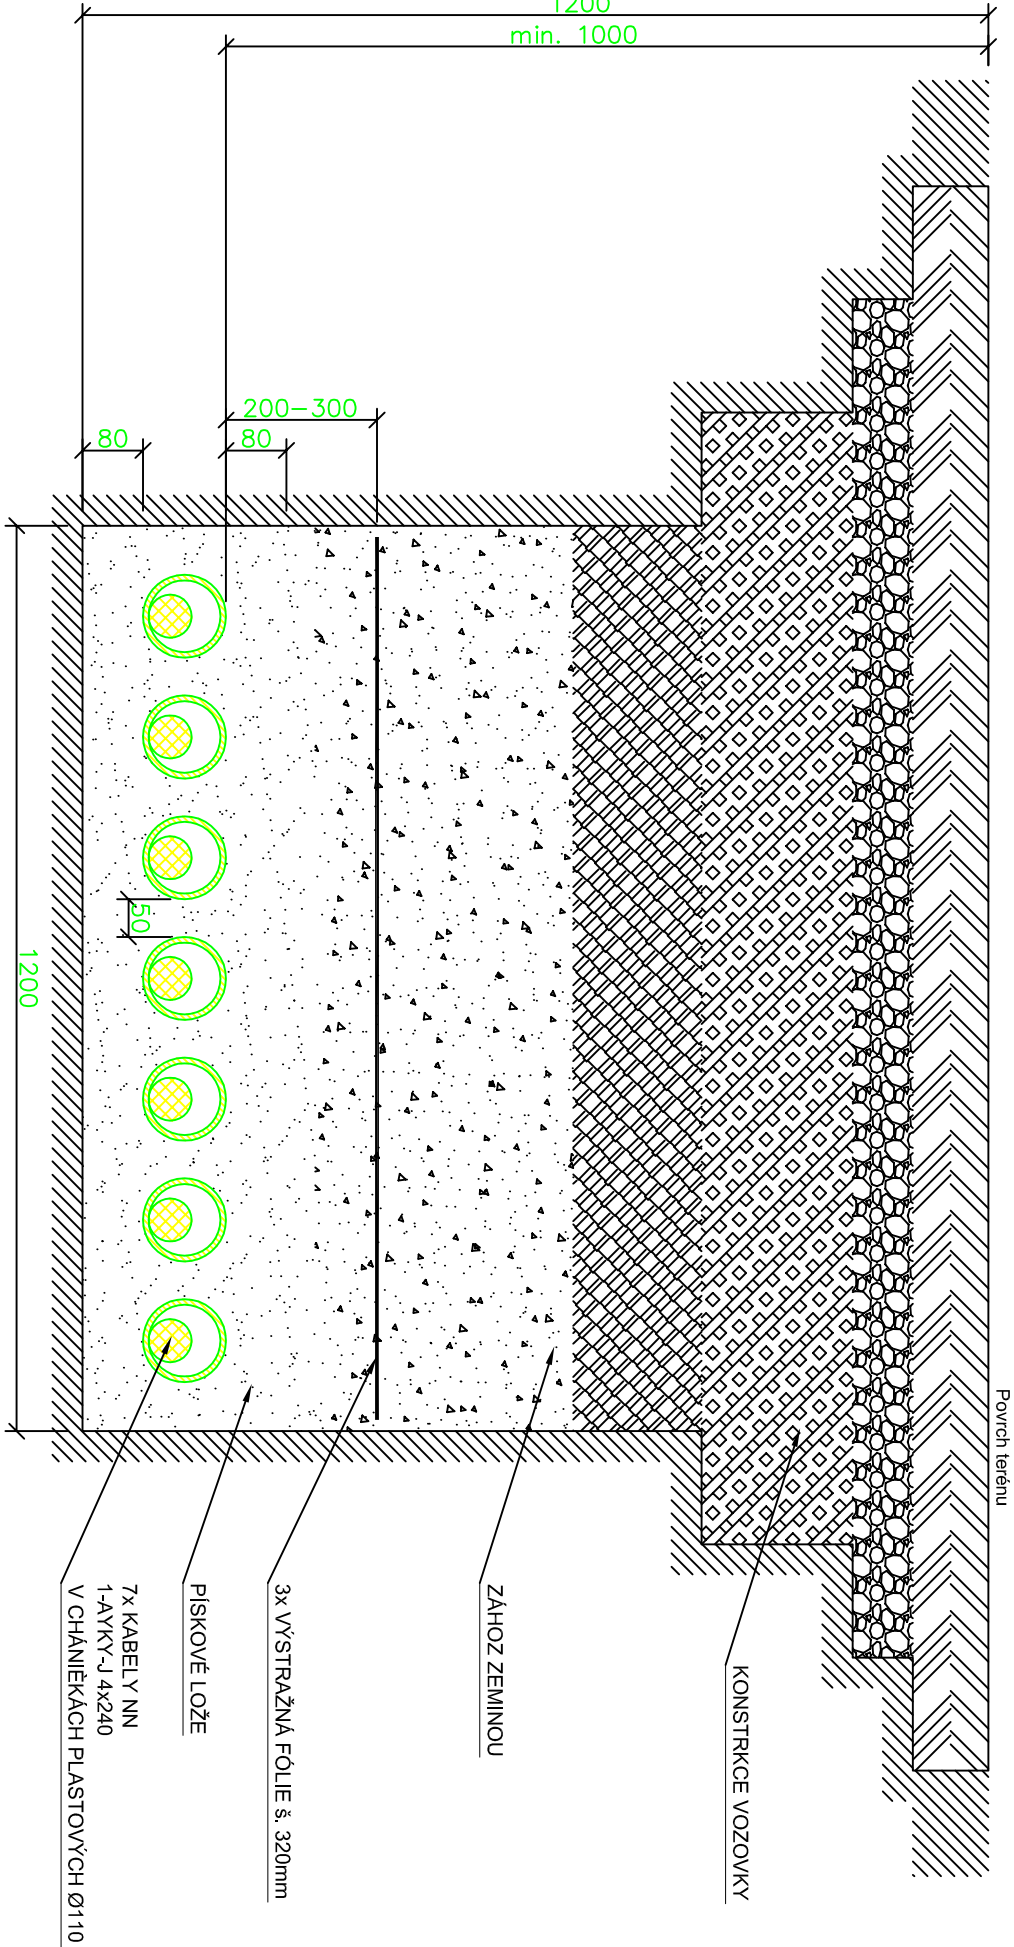 Povrch terénu
KONSTRKCE VOZOVKY
ZÁHOZ ZEMINOU
3x VÝSTRAŽNÁ FÓLIE š. 320mm
PÍSKOVÉ LOŽE
7x KABELY NN
1-AYKY-J 4x240
V CHÁNIĚKÁCH PLASTOVÝCH Ø110
1200
min. 1000
200-300
80
80
50
1200